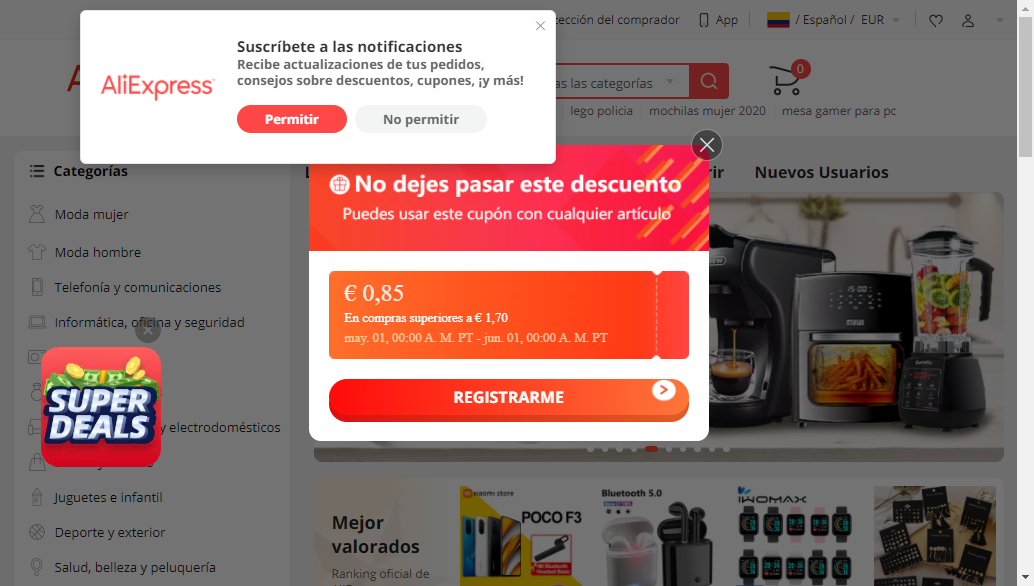 Suscríbete a las notificaciones
Recibe actualizaciones de tus pedidos,
consejos sobre descuentos, cupones, ¡y más!
AliExpress
Permitir
No permitir
del comprador
App
/ Español / EUR
las categorías
0
lego policia
mochilas mujer 2020
mesa gamer para pc
Categorías
Nuevos Usuarios
Moda mujer
Moda hombre
Telefonía y comunicaciones
Informática, oficina y seguridad
y electrodomésticos
Juguetes e infantil
Deporte y exterior
Salud, belleza y peluquería
SUPER
DEALS
No dejes pasar este descuento
Puedes usar este cupón con cualquier artículo
€ 0,85
En compras superiores a € 1,70
may. 01, 00:00 A. M. PT - jun. 01, 00:00 A. M. PT
REGISTRARME
Mejor
valorados
Ranking oficial de
xiaomi store
POCO F3
Bluetooth 5.0
IWOMAX